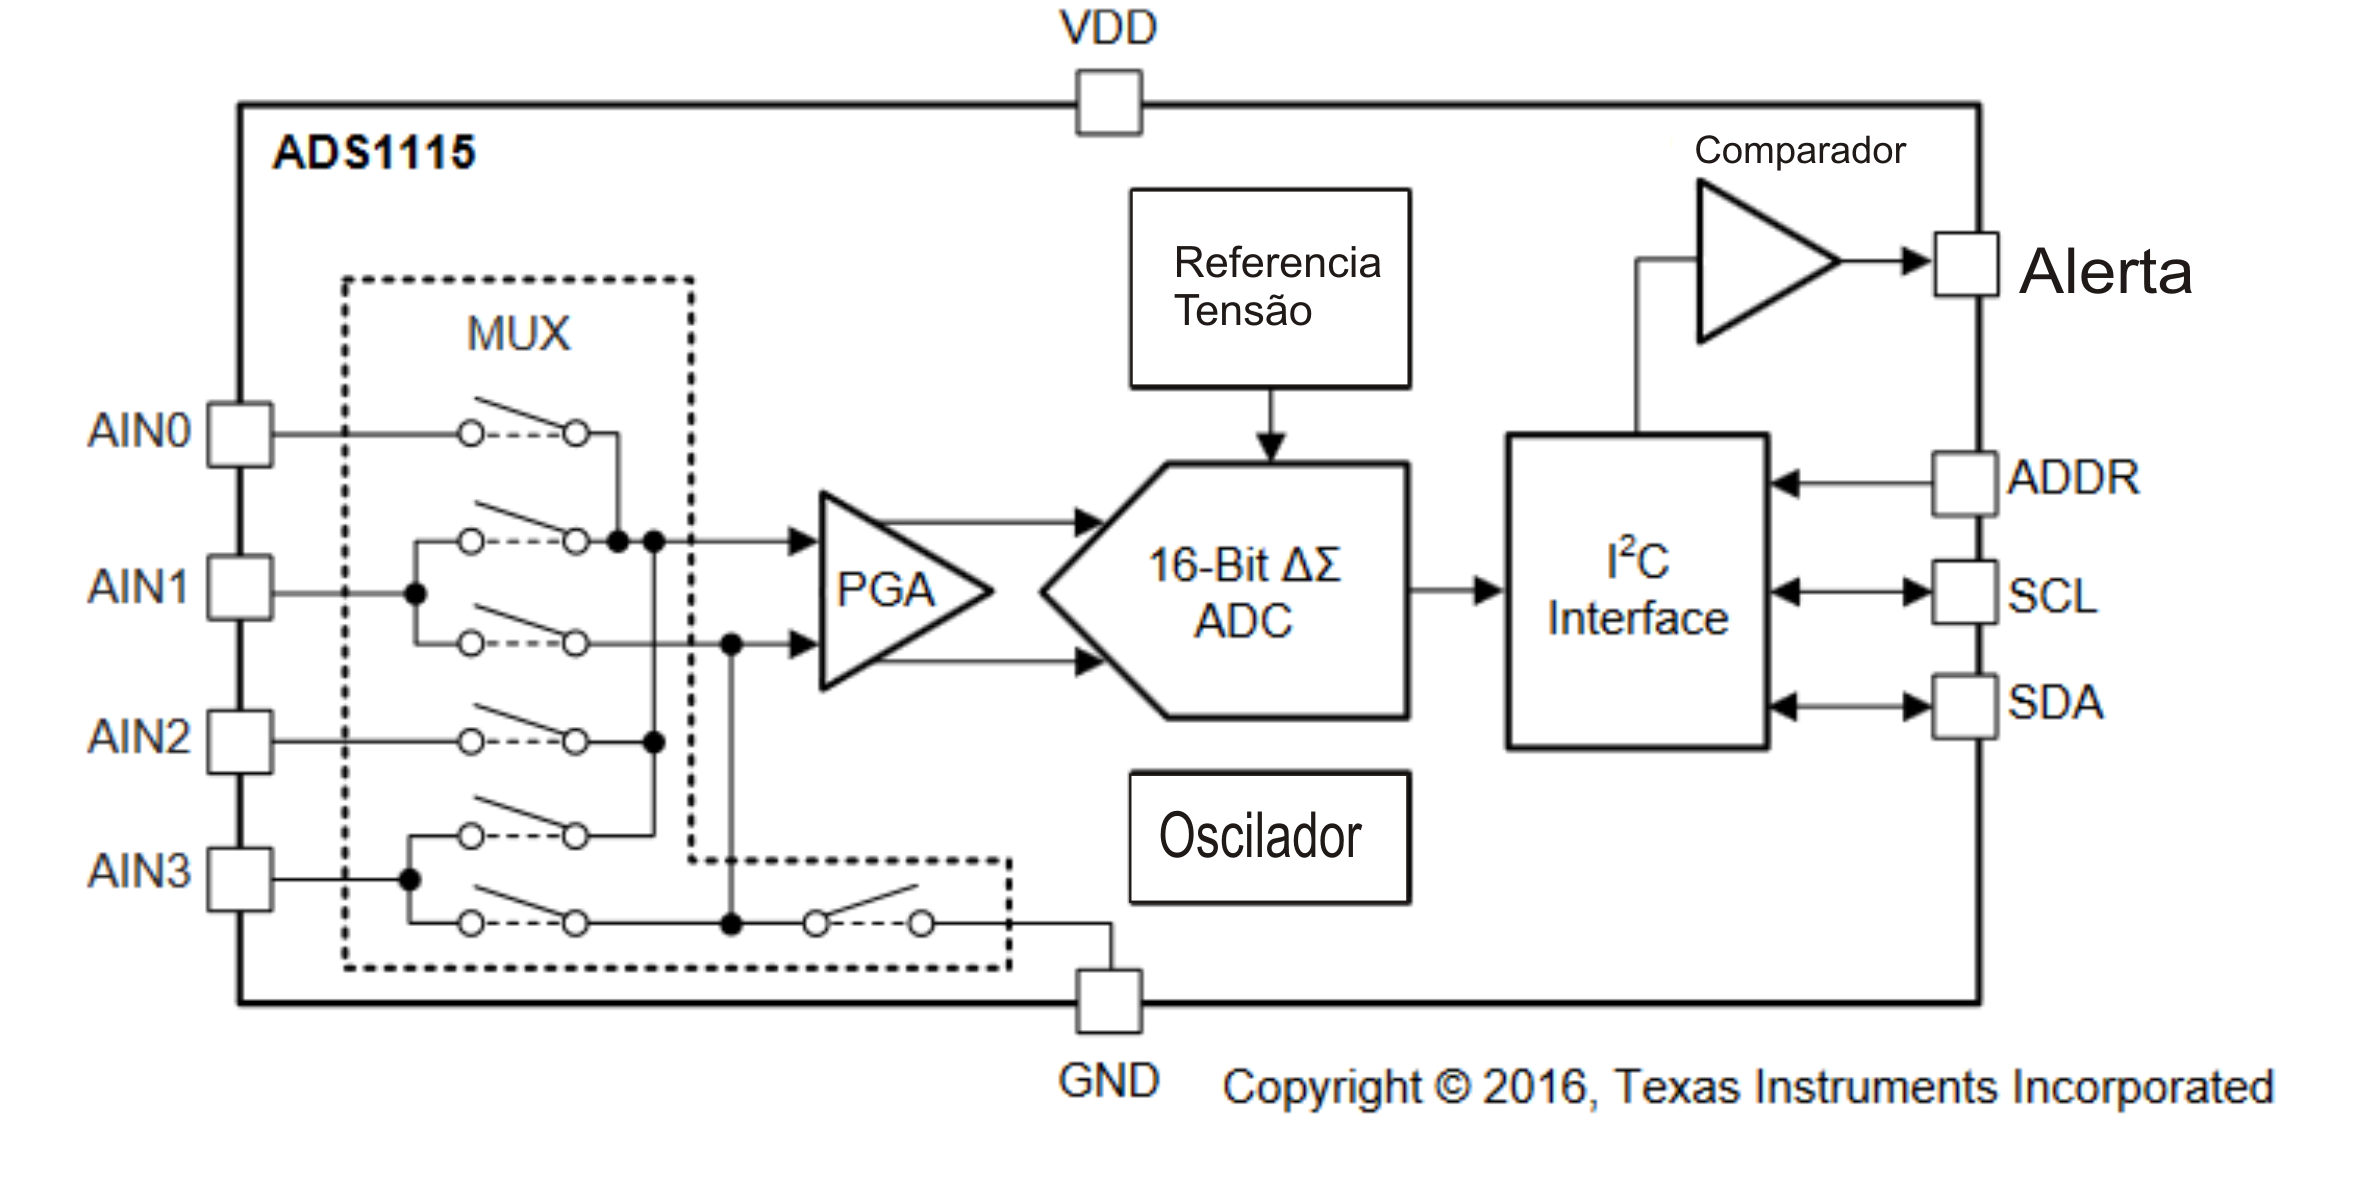 VDD
ADS1115
Comparador
Referencia
Tensão
Alerta
MUX
AIN0
ADDR
AIN1
PGA
16-Bit ΔΣ
ADC
I²C
Interface
SCL
AIN2
SDA
AIN3
Oscilador
GND
Copyright © 2016, Texas Instruments Incorporated